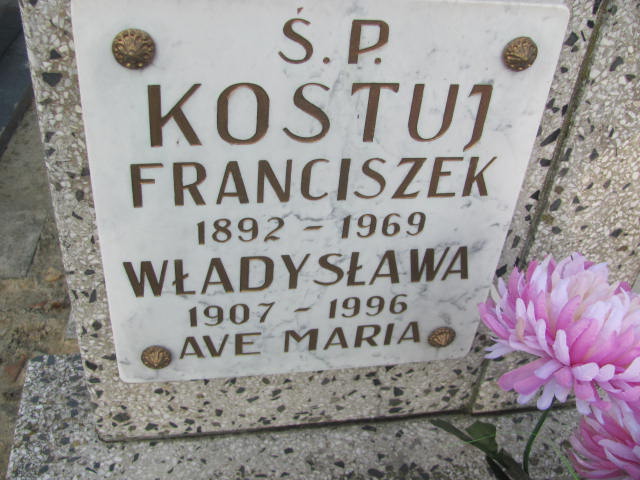 Ś.P.
KOSTUJ
FRANCISZEK
1892 - 1969
WŁADYSŁAWA
1907 - 1996
AVE MARIA